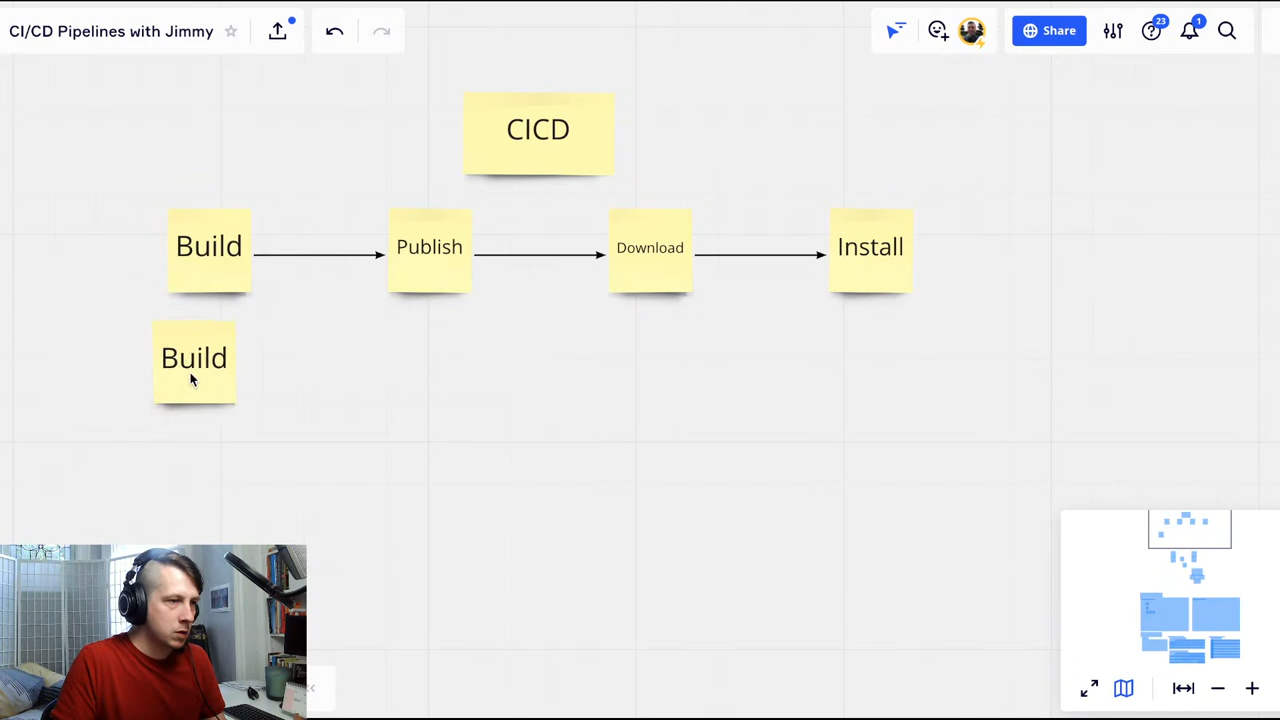 CI/CD Pipelines with Jimmy
Share
23
1
CICD
Build
Publish
Download
Install
Build